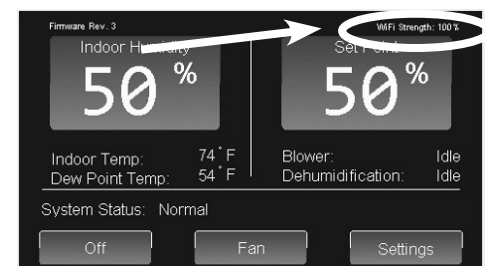 Firmware Rev. 3
WiFi Strength: 100%
Indoor Humidity
50%
Set Point
50%
Indoor Temp: 74°F
Dew Point Temp: 54°F
Blower: Idle
Dehumidification: Idle
System Status: Normal
Off
Fan
Settings